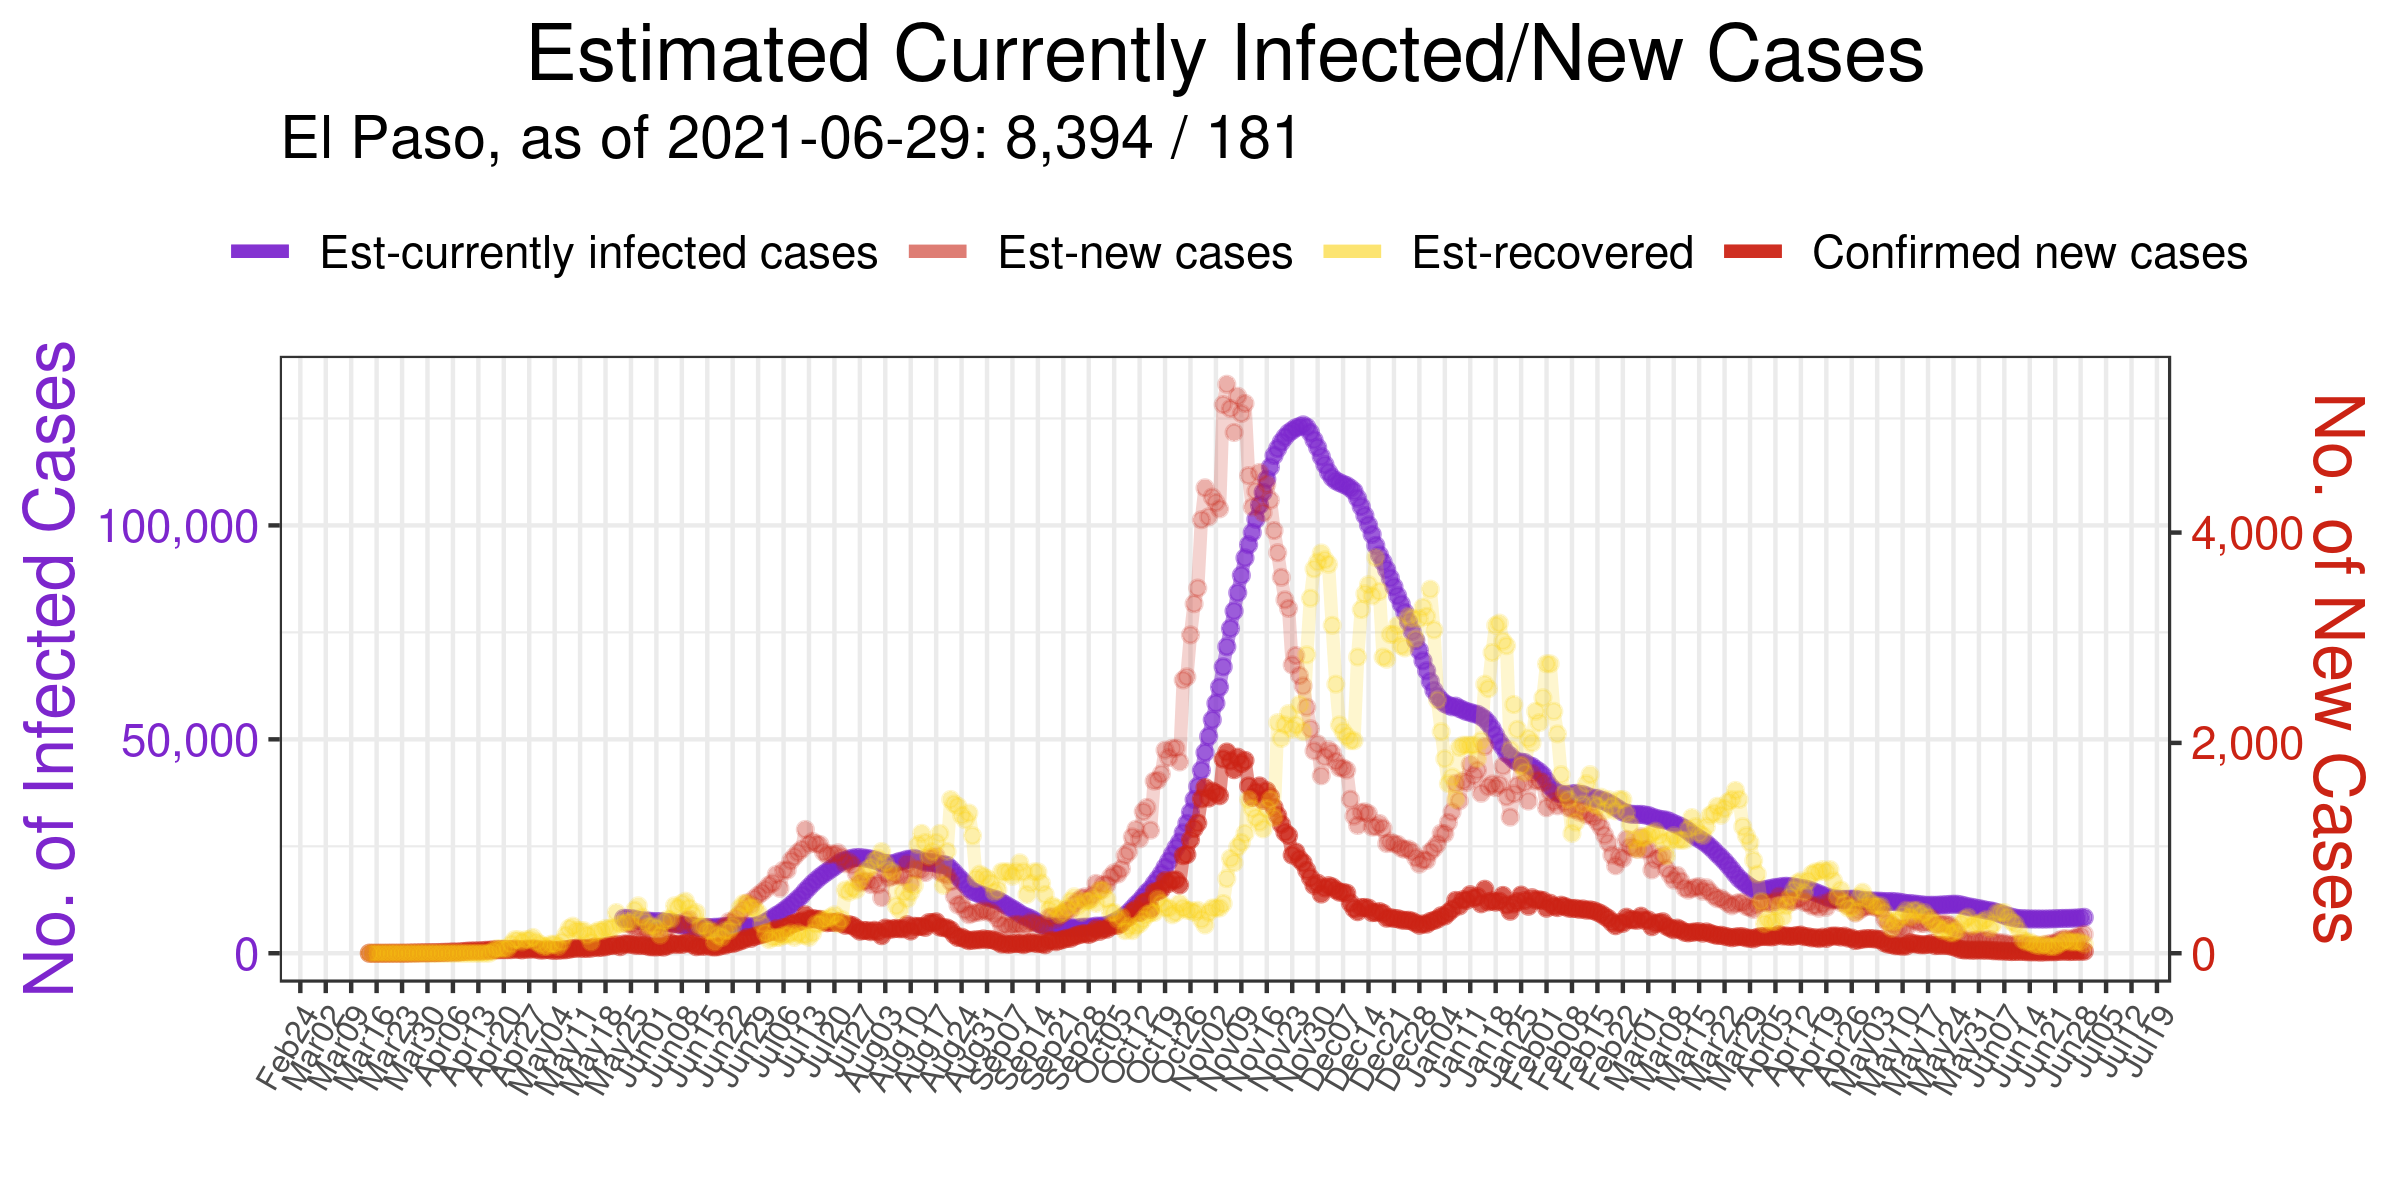 Estimated Currently Infected/New Cases
El Paso, as of 2021-06-29: 8,394 / 181
Est-currently infected cases
Est-new cases
Est-recovered
Confirmed new cases
No. of Infected Cases
100,000
50,000
0
4,000
2,000
0
No. of New Cases
Feb24
Mar02
Mar09
Mar16
Mar23
Mar30
Apr06
Apr13
Apr20
Apr27
May04
May11
May18
May25
Jun01
Jun08
Jun15
Jun22
Jun29
Jul06
Jul13
Jul20
Jul27
Aug03
Aug10
Aug17
Aug24
Aug31
Sep07
Sep14
Sep21
Sep28
Oct05
Oct12
Oct19
Oct26
Nov02
Nov09
Nov16
Nov23
Nov30
Dec07
Dec14
Dec21
Dec28
Jan04
Jan11
Jan18
Jan25
Feb01
Feb08
Feb15
Feb22
Mar01
Mar08
Mar15
Mar22
Mar29
Apr05
Apr12
Apr19
Apr26
May03
May10
May17
May24
May31
Jun07
Jun14
Jun21
Jun28
Jul05
Jul12
Jul19